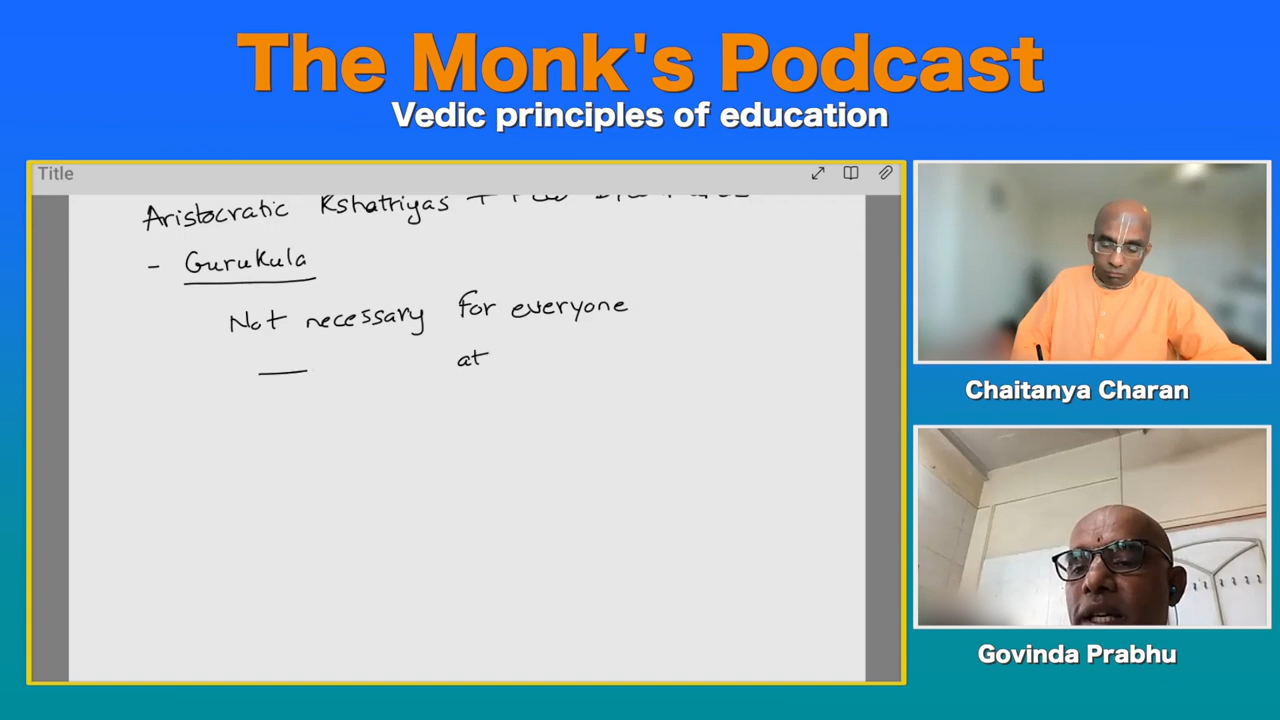 The Monk's Podcast
Vedic principles of education
Title
Aristocratic Kshatriyas +
- Gurukula
Not necessary for everyone
at
Chaitanya Charan
Govinda Prabhu